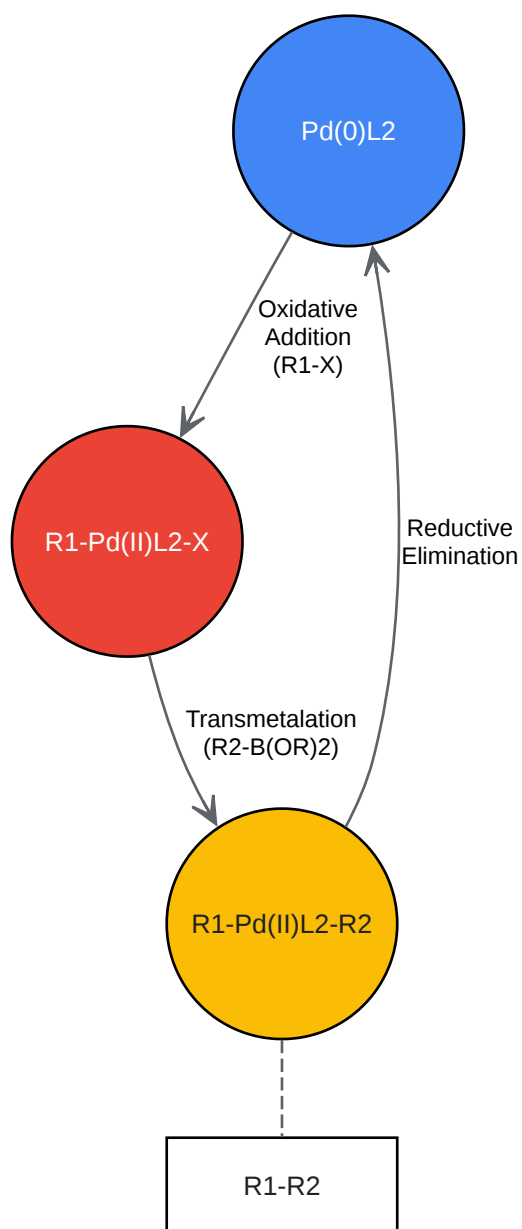 Pd(0)L2
Oxidative
Addition
(R1-X)
R1-Pd(II)L2-X
Reductive
Elimination
Transmetalation
(R2-B(OR)2)
R1-Pd(II)L2-R2
R1-R2